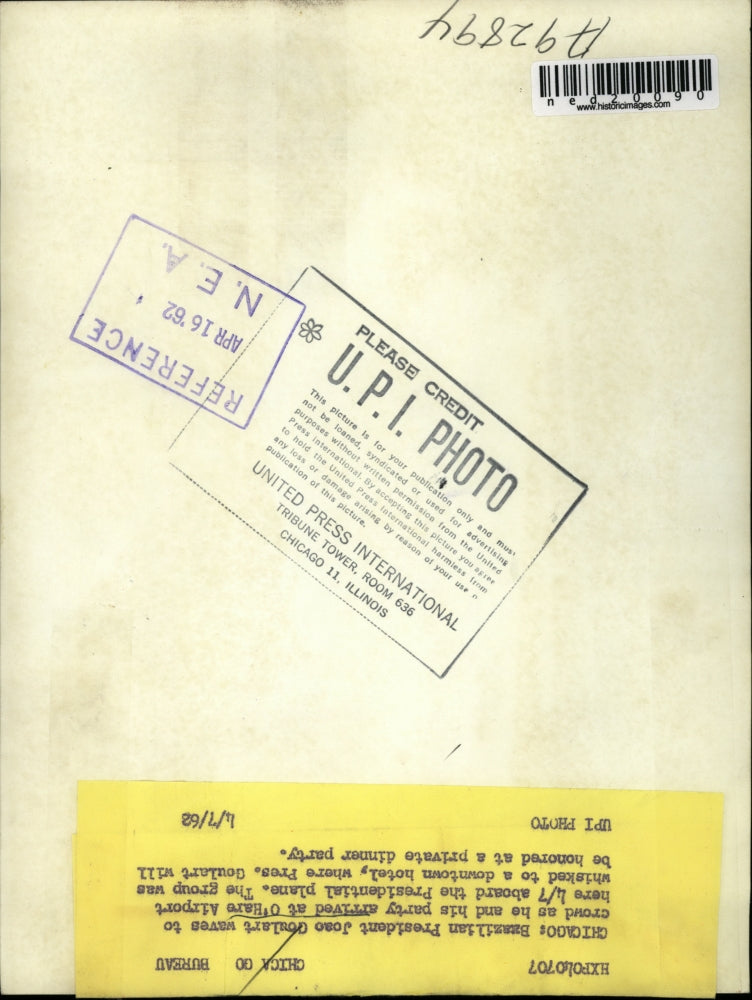 A92894
ned20090
www.historicimages.com
REFERENCE
APR 16 '62
N.E.A.
PLEASE CREDIT
U.P.I. PHOTO
This picture is for your publication only and must
not be loaned, syndicated or used for advertising
purposes without written permission from the United
Press International. By accepting this picture you agree
to hold the United Press International harmless from
any loss or damage arising by reason of your use
publication of this picture.
UNITED PRESS INTERNATIONAL
TRIBUNE TOWER, ROOM 636
CHICAGO 11, ILLINOIS
HXP040707 CHICA GO BUREAU
CHICAGO: Brazilian President Joao Goulart waves to
crowd as he and his party arrived at O'Hare Airport
here 4/7 aboard the Presidential plane. The group was
whisked to a downtown hotel, where Pres. Goulart will
be honored at a private dinner party.
UPI PHOTO 4/7/62